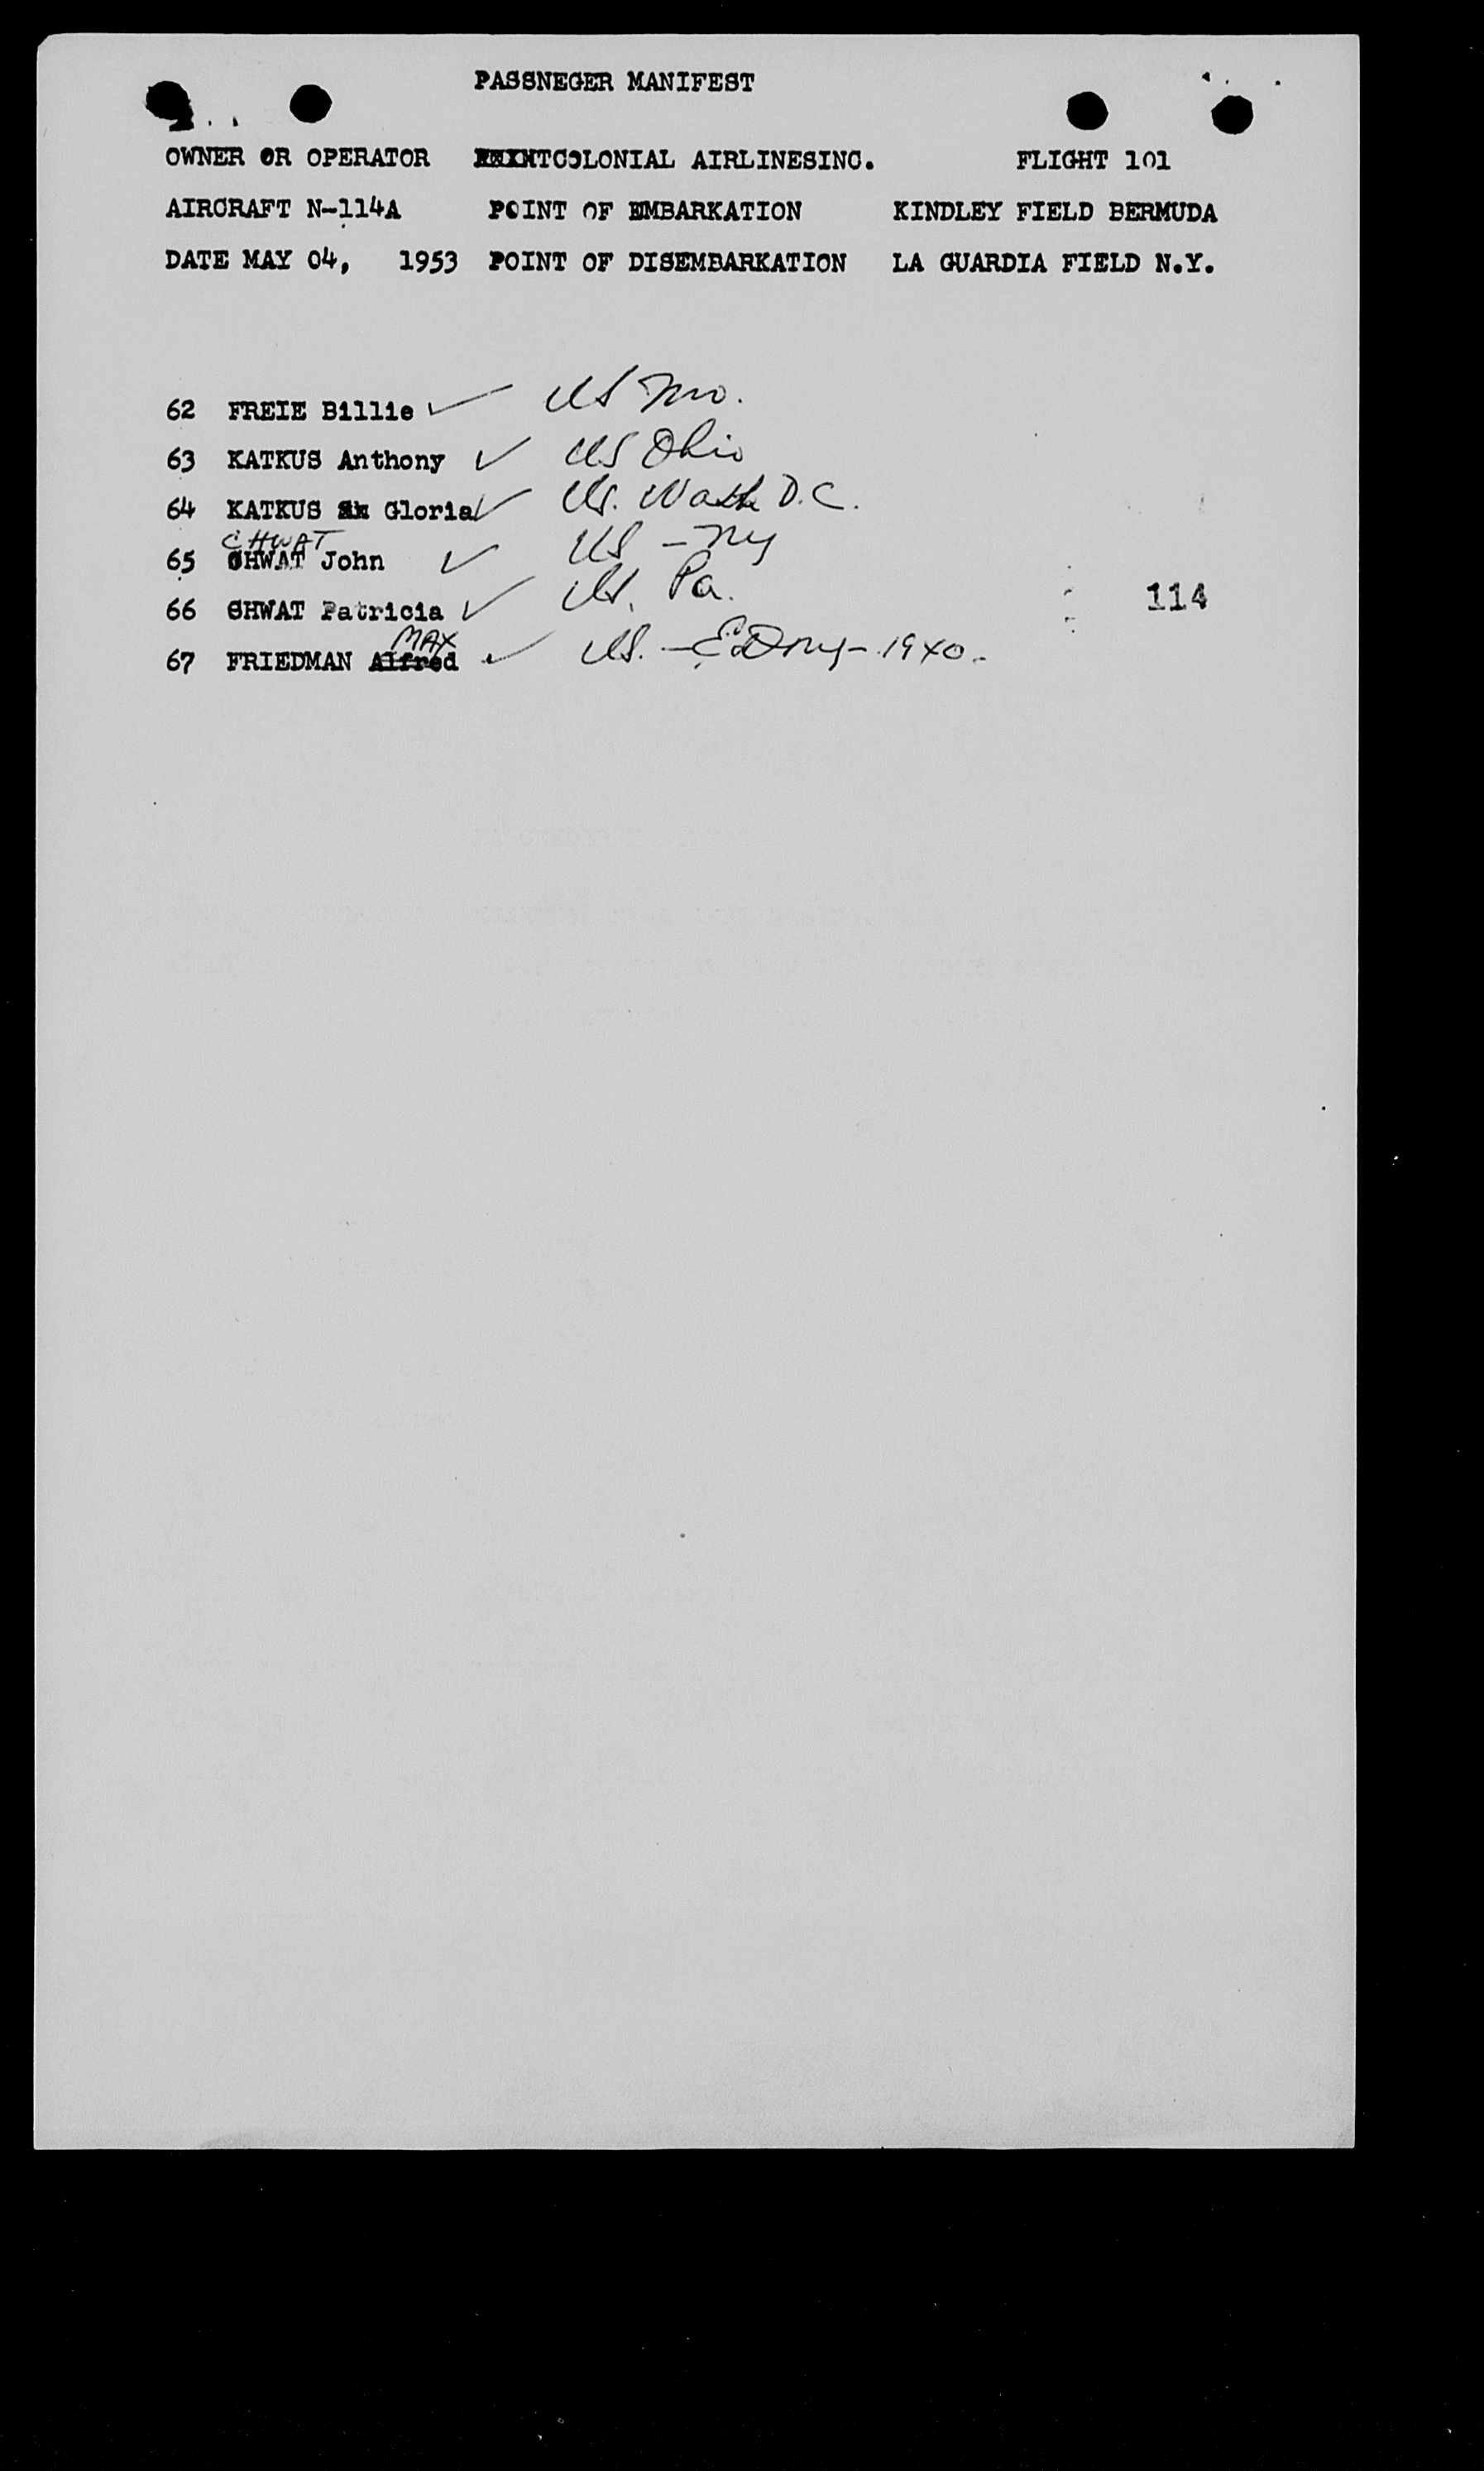 PASSNEGER MANIFEST
OWNER OR OPERATOR COLONIAL AIRLINESINC. FLIGHT 101
AIRCRAFT N-114A POINT OF EMBARKATION KINDLEY FIELD BERMUDA
DATE MAY 04, 1953 POINT OF DISEMBARKATION LA GUARDIA FIELD N.Y.
62 FREIE Billie ✓ US Mo.
63 KATKUS Anthony ✓ US Ohio
64 KATKUS Gloria ✓ US. Wash D.C.
CHWAT
65 CHWAT John ✓ US - NY
66 CHWAT Patricia ✓ US. Pa.
114
MAX
67 FRIEDMAN Alfred ✓ US. - EDNY - 1940.